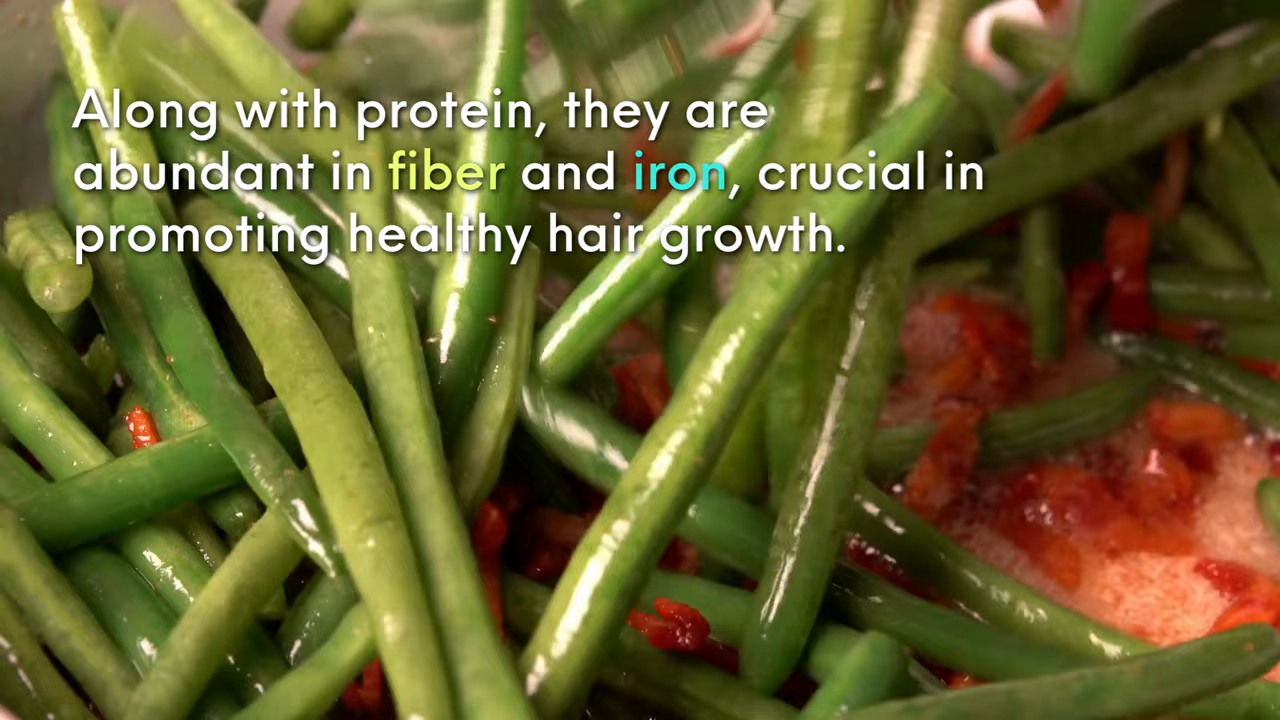 Along with protein, they are
abundant in fiber and iron, crucial in
promoting healthy hair growth.